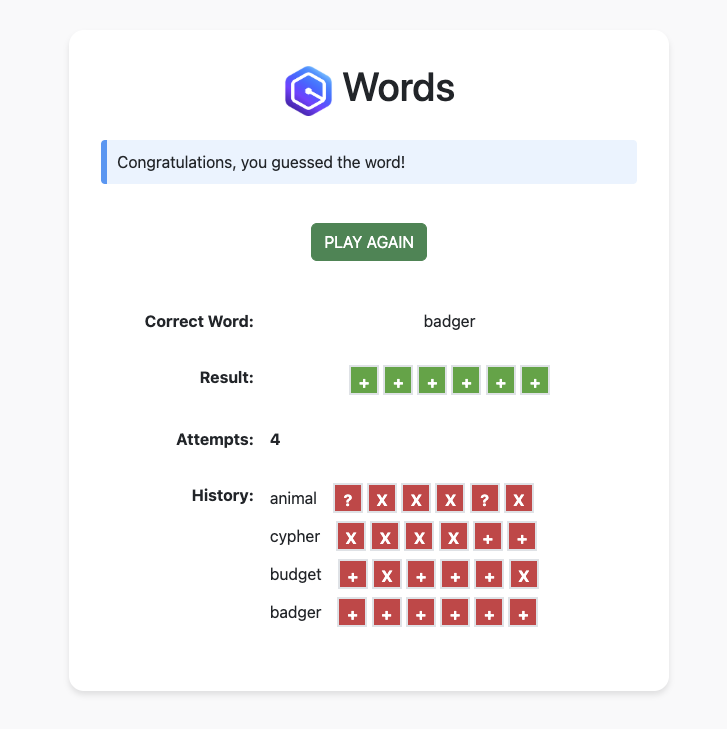 Words
Congratulations, you guessed the word!
PLAY AGAIN
Correct Word: badger
Result: + + + + + +
Attempts: 4
History: animal ? X X X ? X
cypher X X X X + +
budget + X + + + X
badger + + + + + +